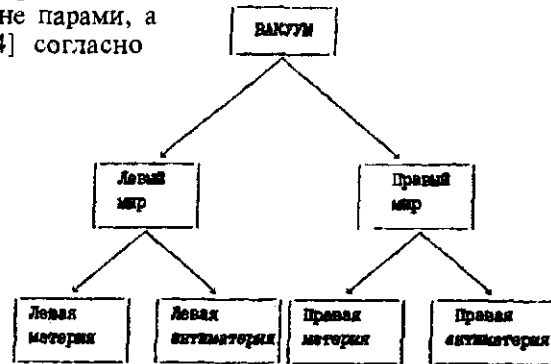 не парами, а
4] согласно
ВАКУУМ
Левый
мир
Правый
мир
Левая
материя
Левая
антиматерия
Правая
материя
Правая
антиматерия